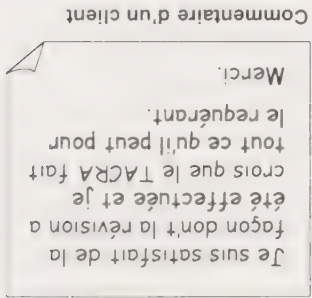 Je suis satisfait de la
façon don't la révision a
été effectuée et je
crois que le TACRA fait
tout ce qu'il peut pour
le requérant.
Merci.
Commentaire d'un client